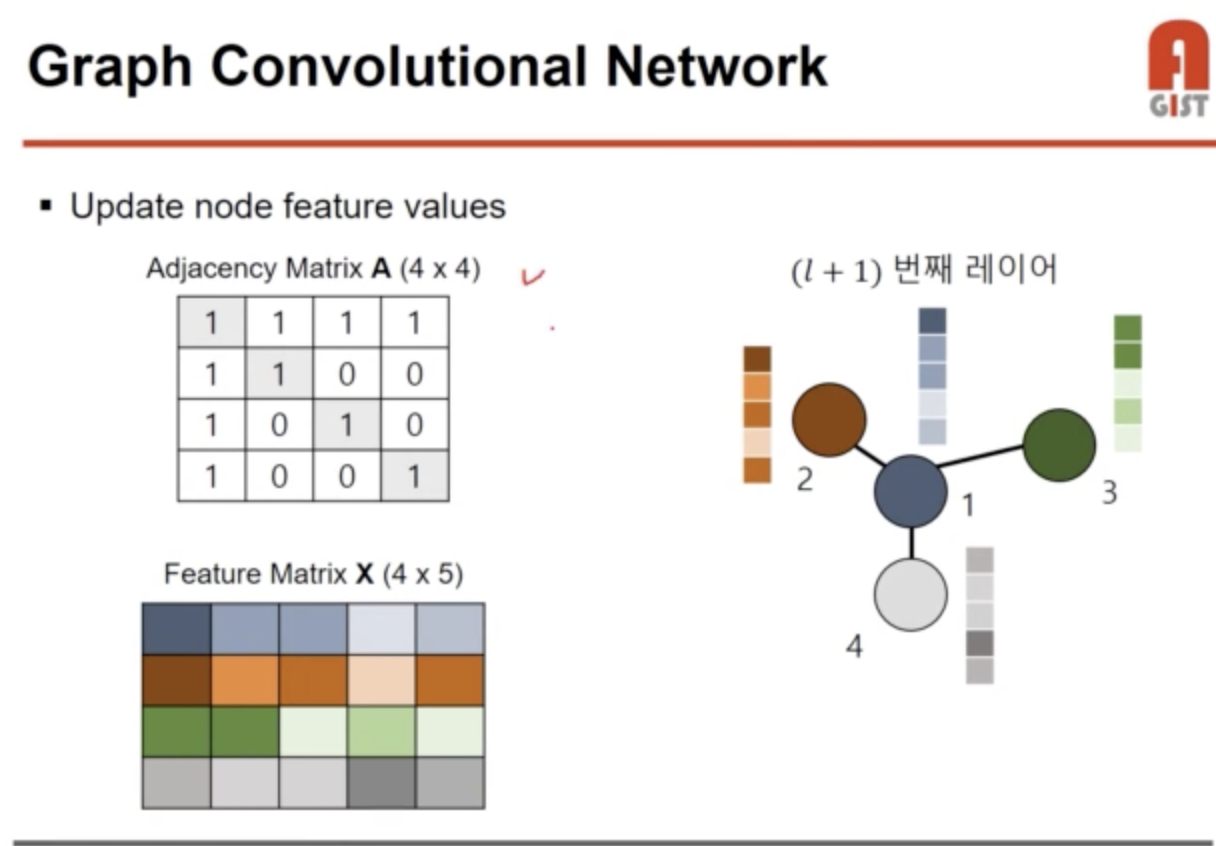 Graph Convolutional Network
GIST
▪ Update node feature values
Adjacency Matrix A (4 x 4)
1 1 1 1
1 1 0 0
1 0 1 0
1 0 0 1
Feature Matrix X (4 x 5)
(l + 1) 번째 레이어
2
1
3
4